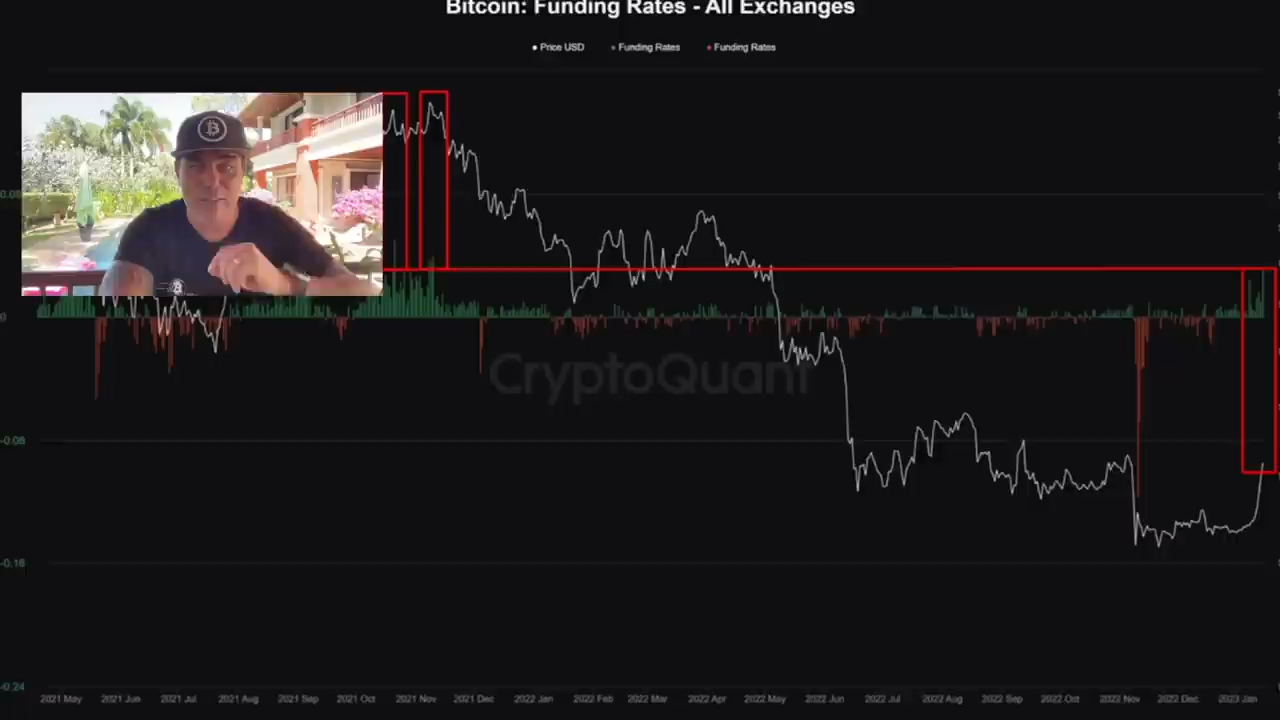 Bitcoin: Funding Rates - All Exchanges
Price USD Funding Rates Funding Rates
0
-0.08
-0.16
-0.24
CryptoQuant
2021 May 2021 Jun 2021 Jul 2021 Aug 2021 Sep 2021 Oct 2021 Nov 2021 Dec 2022 Jan 2022 Feb 2022 Mar 2022 Apr 2022 May 2022 Jun 2022 Jul 2022 Aug 2022 Sep 2022 Oct 2022 Nov 2022 Dec 2023 Jan